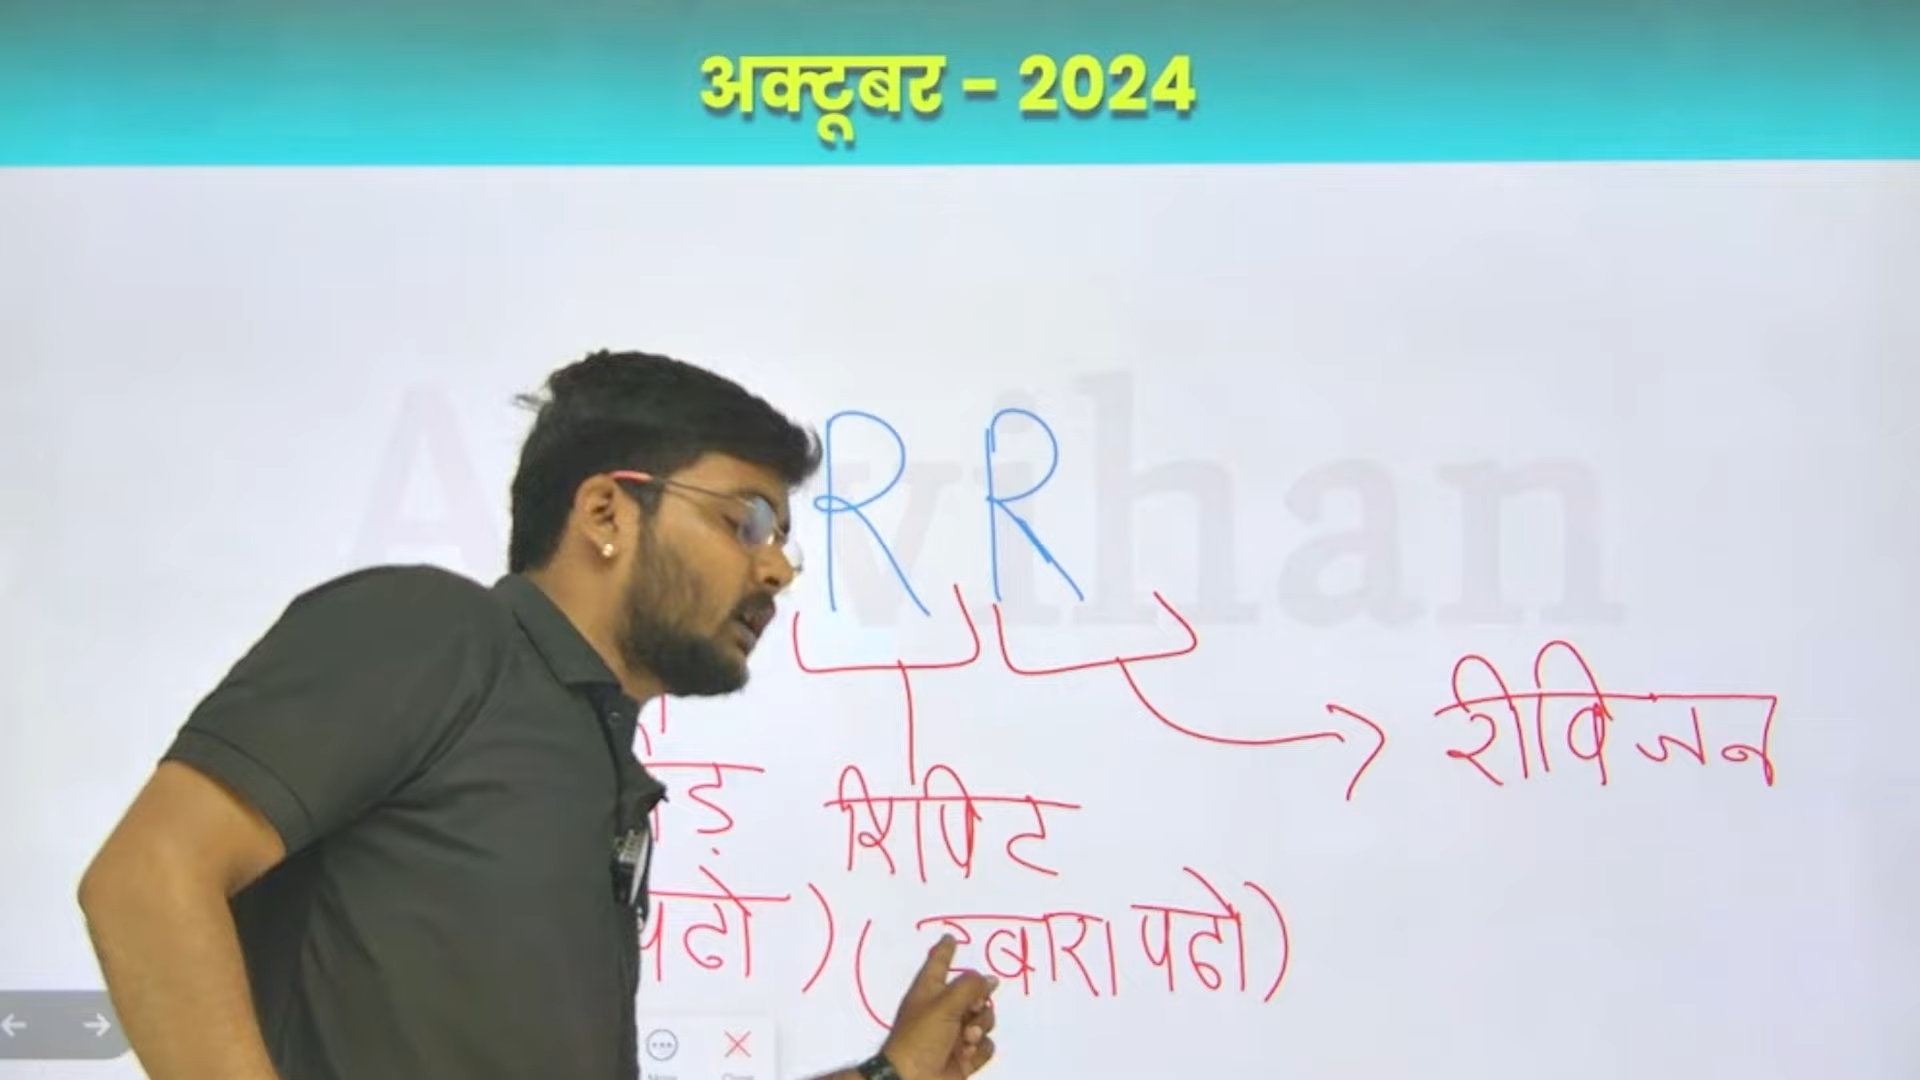 अक्टूबर - 2024
R R
रीविजन
रिपिट
पढो ) (दुबारा पढो)